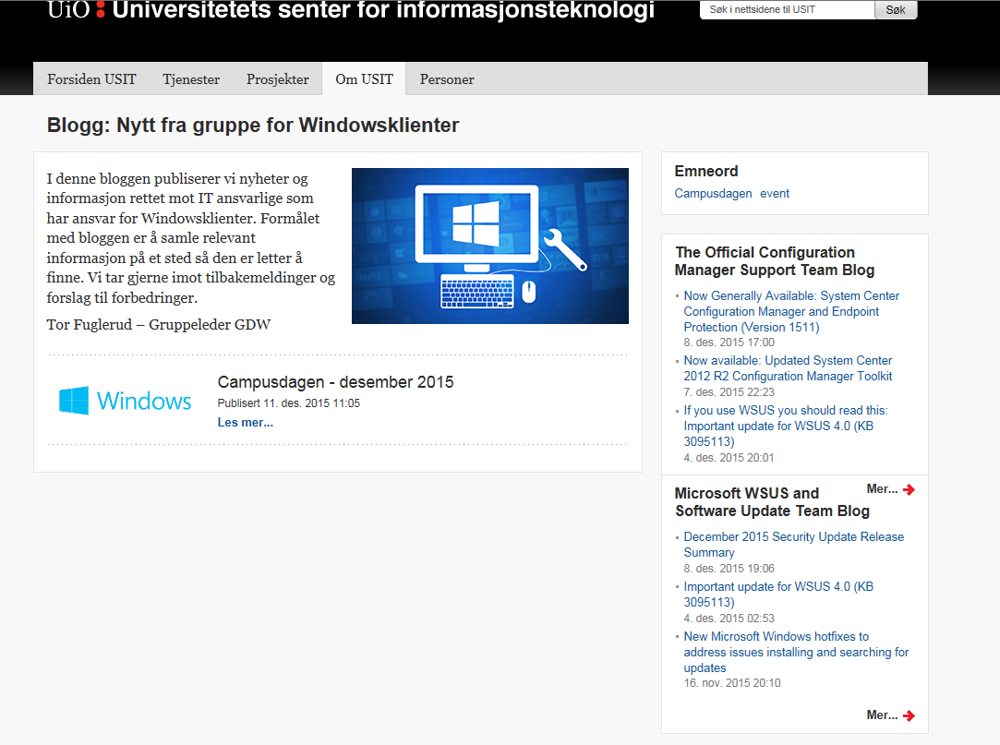 UiO : Universitetets senter for informasjonsteknologi
Søk i nettsidene til USIT
Søk
Forsiden USIT
Tjenester
Prosjekter
Om USIT
Personer
Blogg: Nytt fra gruppe for Windowsklienter
I denne bloggen publiserer vi nyheter og
informasjon rettet mot IT ansvarlige som
har ansvar for Windowsklienter. Formålet
med bloggen er å samle relevant
informasjon på et sted så den er letter å
finne. Vi tar gjerne imot tilbakemeldinger og
forslag til forbedringer.
Tor Fuglerud – Gruppeleder GDW
Windows
Campusdagen - desember 2015
Publisert 11. des. 2015 11:05
Les mer...
Emneord
Campusdagen event
The Official Configuration
Manager Support Team Blog
Now Generally Available: System Center
Configuration Manager and Endpoint
Protection (Version 1511)
8. des. 2015 17:00
Now available: Updated System Center
2012 R2 Configuration Manager Toolkit
7. des. 2015 22:23
If you use WSUS you should read this:
Important update for WSUS 4.0 (KB
3095113)
4. des. 2015 20:01
Mer...
Microsoft WSUS and
Software Update Team Blog
December 2015 Security Update Release
Summary
8. des. 2015 19:06
Important update for WSUS 4.0 (KB
3095113)
4. des. 2015 02:53
New Microsoft Windows hotfixes to
address issues installing and searching for
updates
16. nov. 2015 20:10
Mer...